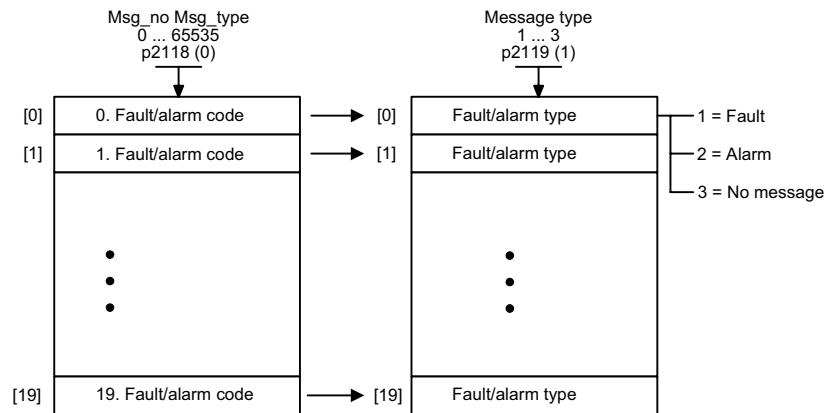 Msg_no Msg_type
0 ... 65535
p2118 (0)
Message type
1 ... 3
p2119 (1)
[0] 0. Fault/alarm code [0] Fault/alarm type 1 = Fault
[1] 1. Fault/alarm code [1] Fault/alarm type 2 = Alarm
3 = No message
[19] 19. Fault/alarm code [19] Fault/alarm type